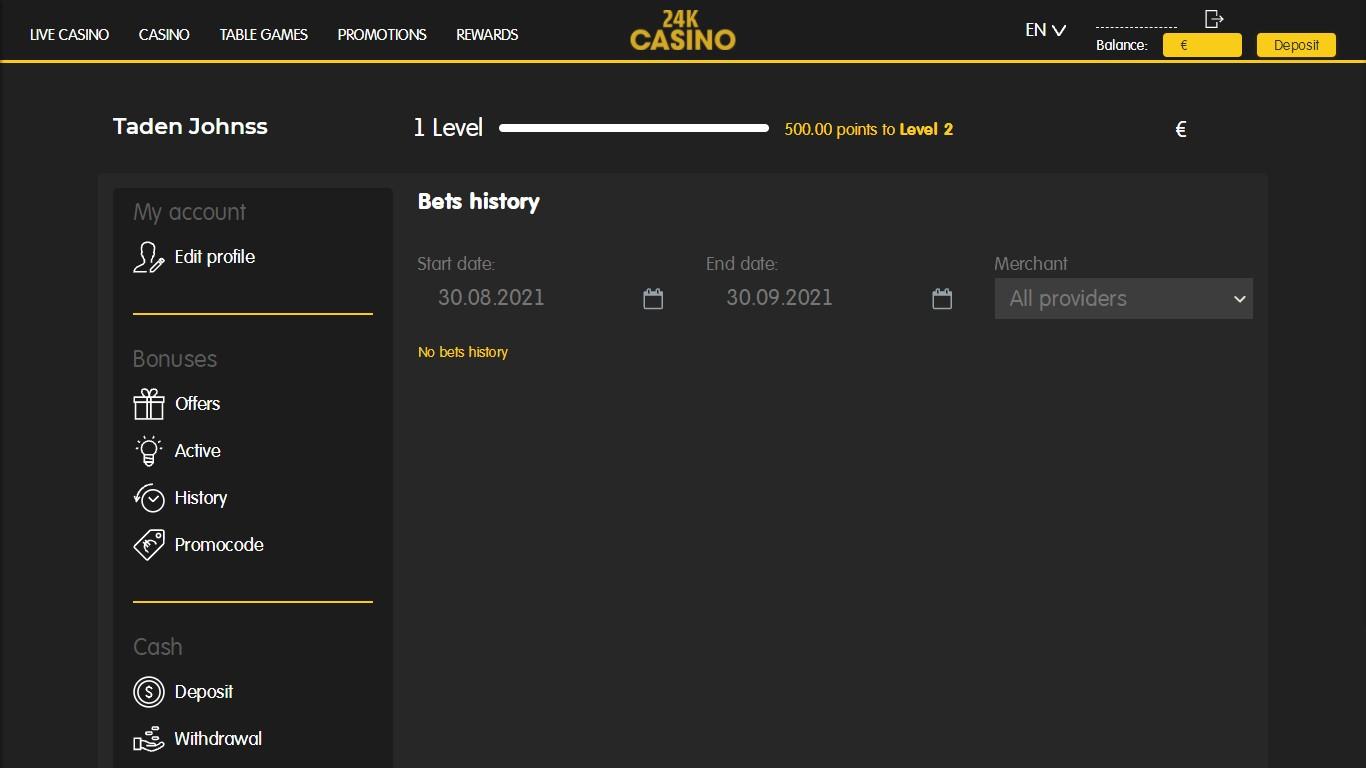 LIVE CASINO CASINO TABLE GAMES PROMOTIONS REWARDS
24K
CASINO
EN
Balance: € Deposit
Taden Johnss
1 Level
500.00 points to Level 2
€
My account
Edit profile
Bonuses
Offers
Active
History
Promocode
Cash
Deposit
Withdrawal
Bets history
Start date: End date: Merchant
30.08.2021 30.09.2021 All providers
No bets history